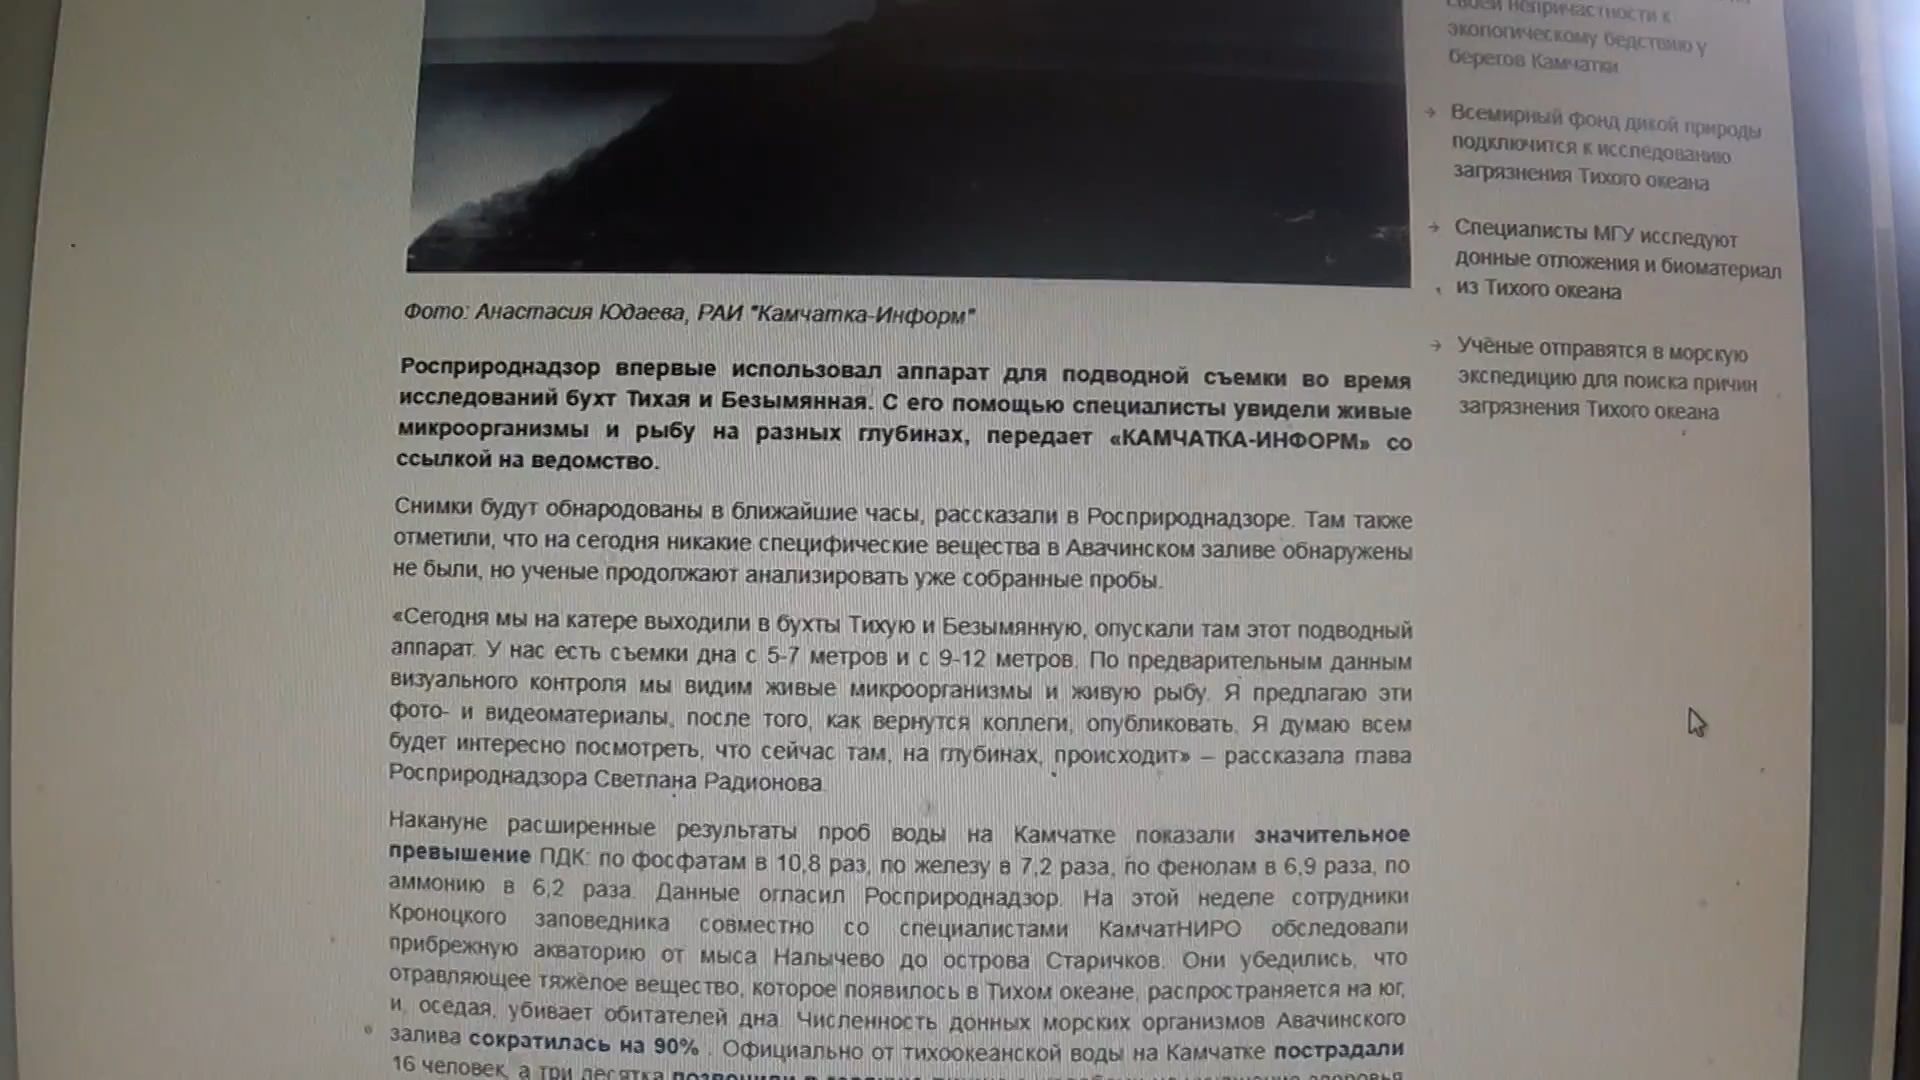 своей непричастности к
экологическому бедствию у
берегов Камчатки
→ Всемирный фонд дикой природы
подключится к исследованию
загрязнения Тихого океана
→ Специалисты МГУ исследуют
донные отложения и биоматериал
из Тихого океана
→ Учёные отправятся в морскую
экспедицию для поиска причин
загрязнения Тихого океана
Фото: Анастасия Юдаева, РАИ "Камчатка-Информ"
Росприроднадзор впервые использовал аппарат для подводной съемки во время
исследований бухт Тихая и Безымянная. С его помощью специалисты увидели живые
микроорганизмы и рыбу на разных глубинах, передает «КАМЧАТКА-ИНФОРМ» со
ссылкой на ведомство.
Снимки будут обнародованы в ближайшие часы, рассказали в Росприроднадзоре. Там также
отметили, что на сегодня никакие специфические вещества в Авачинском заливе обнаружены
не были, но ученые продолжают анализировать уже собранные пробы.
«Сегодня мы на катере выходили в бухты Тихую и Безымянную, опускали там этот подводный
аппарат. У нас есть съемки дна с 5-7 метров и с 9-12 метров. По предварительным данным
визуального контроля мы видим живые микроорганизмы и живую рыбу. Я предлагаю эти
фото- и видеоматериалы, после того, как вернутся коллеги, опубликовать. Я думаю всем
будет интересно посмотреть, что сейчас там, на глубинах, происходит» – рассказала глава
Росприроднадзора Светлана Радионова.
Накануне расширенные результаты проб воды на Камчатке показали значительное
превышение ПДК: по фосфатам в 10,8 раз, по железу в 7,2 раза, по фенолам в 6,9 раза, по
аммонию в 6,2 раза. Данные огласил Росприроднадзор. На этой неделе сотрудники
Кроноцкого заповедника совместно со специалистами КамчатНИРО обследовали
прибрежную акваторию от мыса Налычево до острова Старичков. Они убедились, что
отравляющее тяжёлое вещество, которое появилось в Тихом океане, распространяется на юг,
и, оседая, убивает обитателей дна. Численность донных морских организмов Авачинского
залива сократилась на 90% . Официально от тихоокеанской воды на Камчатке пострадали
16 человек, а три десятка позвонили